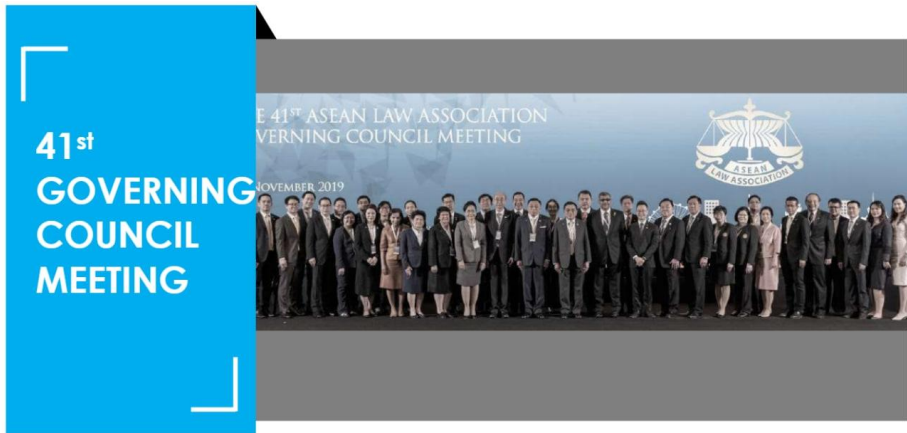 41st
GOVERNING
COUNCIL
MEETING
E 41ST ASEAN LAW ASSOCIATION
VERNING COUNCIL MEETING
NOVEMBER 2019
ASEAN
LAW ASSOCIATION